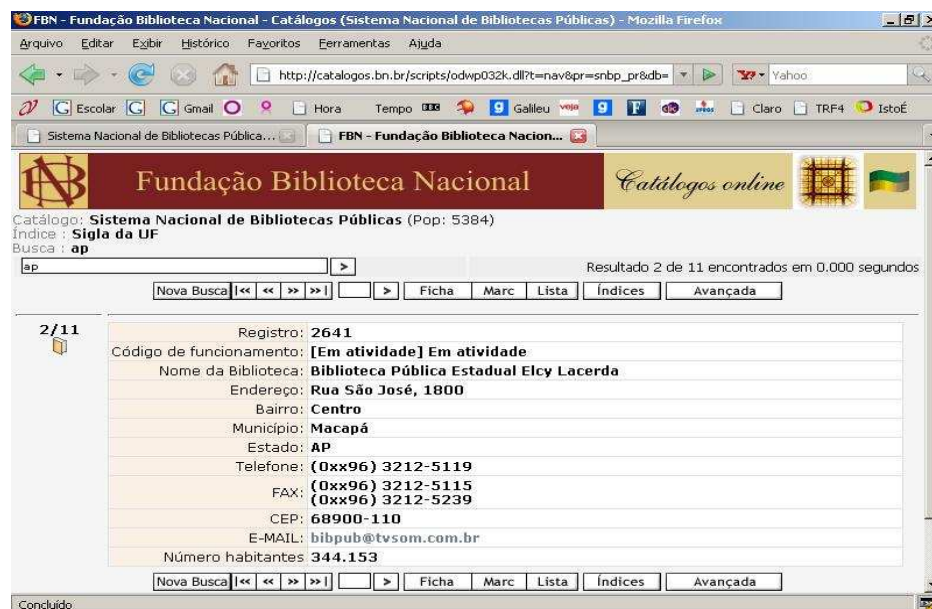 FBN - Fundação Biblioteca Nacional - Catálogos (Sistema Nacional de Bibliotecas Públicas) - Mozilla Firefox
Arquivo Editar Exibir Histórico Favoritos Ferramentas Ajuda
http://catalogos.bn.br/scripts/odwp032k.dll?t=nav&pr=snbp_pr&db= Yahoo
Escolar Gmail Hora Tempo Galileu veja Claro TRF4 IstoÉ
Sistema Nacional de Bibliotecas Pública... FBN - Fundação Biblioteca Nacion...
Fundação Biblioteca Nacional Catálogos online
Catálogo: Sistema Nacional de Bibliotecas Públicas (Pop: 5384)
Índice : Sigla da UF
Busca : ap
ap > Resultado 2 de 11 encontrados em 0.000 segundos
Nova Busca |<< << >> >>| > Ficha Marc Lista Índices Avançada
2/11 Registro: 2641
Código de funcionamento: [Em atividade] Em atividade
Nome da Biblioteca: Biblioteca Pública Estadual Elcy Lacerda
Endereço: Rua São José, 1800
Bairro: Centro
Município: Macapá
Estado: AP
Telefone: (0xx96) 3212-5119
FAX: (0xx96) 3212-5115
(0xx96) 3212-5239
CEP: 68900-110
E-MAIL: bibpub@tvsom.com.br
Número habitantes 344.153
Nova Busca |<< << >> >>| > Ficha Marc Lista Índices Avançada
Concluído